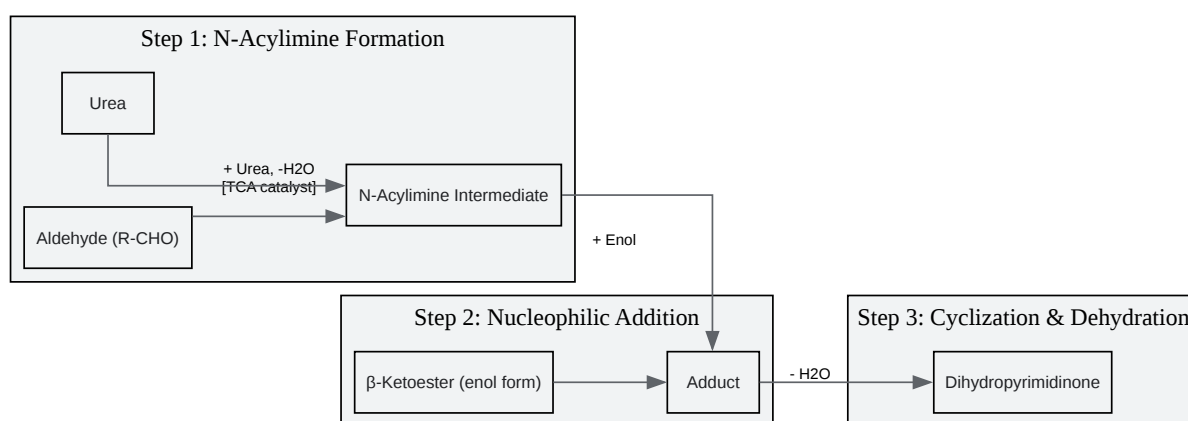 Step 1: N-Acylimine Formation
Urea
+ Urea, -H2O
[TCA catalyst]
N-Acylimine Intermediate
Aldehyde (R-CHO)
+ Enol
Step 2: Nucleophilic Addition
β-Ketoester (enol form)
Adduct
- H2O
Step 3: Cyclization & Dehydration
Dihydropyrimidinone